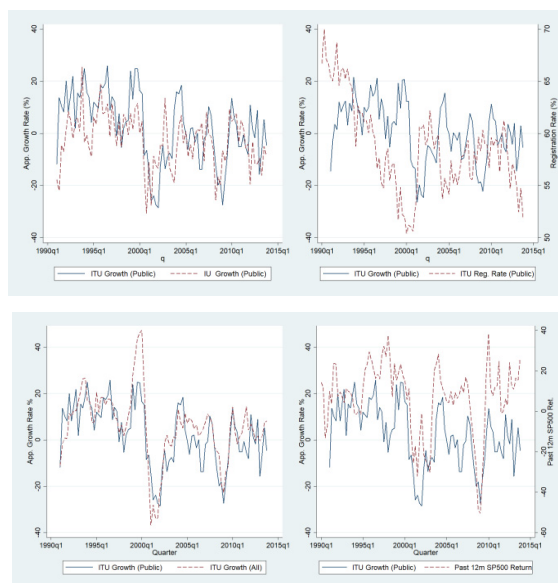 App. Growth Rate (%)
40
20
0
-20
-40
1990q1 1995q1 2000q1 2005q1 2010q1 2015q1
q
ITU Growth (Public) IU Growth (Public)
App. Growth Rate (%)
40
20
0
-20
-40
70
65
60
55
50
Registration Rate (%)
1990q1 1995q1 2000q1 2005q1 2010q1 2015q1
q
ITU Growth (Public) ITU Reg. Rate (Public)
App. Growth Rate %
40
20
0
-20
-40
1990q1 1995q1 2000q1 2005q1 2010q1 2015q1
Quarter
ITU Growth (Public) ITU Growth (All)
App. Growth Rate %
40
20
0
-20
-40
40
20
0
-20
-40
-60
Past 12m SP500 Ret.
1990q1 1995q1 2000q1 2005q1 2010q1 2015q1
Quarter
ITU Growth (Public) Past 12m SP500 Return